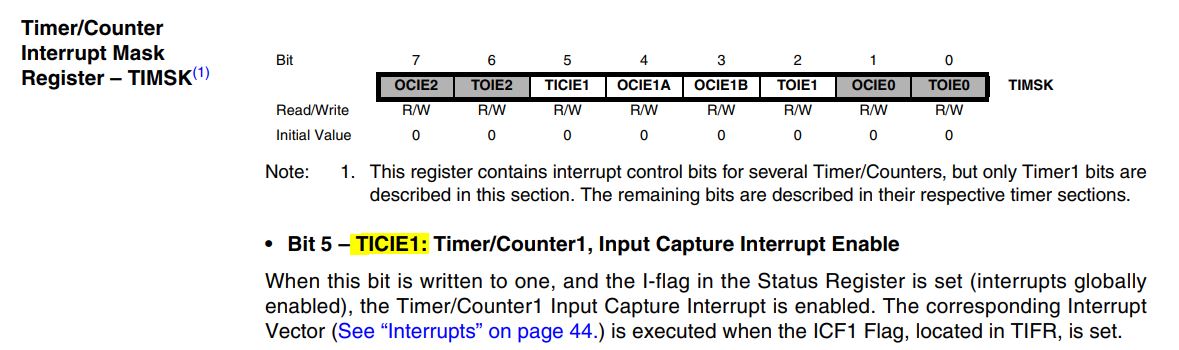 Timer/Counter
Interrupt Mask
Register – TIMSK(1)
Bit 7 6 5 4 3 2 1 0
OCIE2 TOIE2 TICIE1 OCIE1A OCIE1B TOIE1 OCIE0 TOIE0 TIMSK
Read/Write R/W R/W R/W R/W R/W R/W R/W R/W
Initial Value 0 0 0 0 0 0 0 0
Note: 1. This register contains interrupt control bits for several Timer/Counters, but only Timer1 bits are
described in this section. The remaining bits are described in their respective timer sections.
• Bit 5 – TICIE1: Timer/Counter1, Input Capture Interrupt Enable
When this bit is written to one, and the I-flag in the Status Register is set (interrupts globally
enabled), the Timer/Counter1 Input Capture Interrupt is enabled. The corresponding Interrupt
Vector (See “Interrupts” on page 44.) is executed when the ICF1 Flag, located in TIFR, is set.